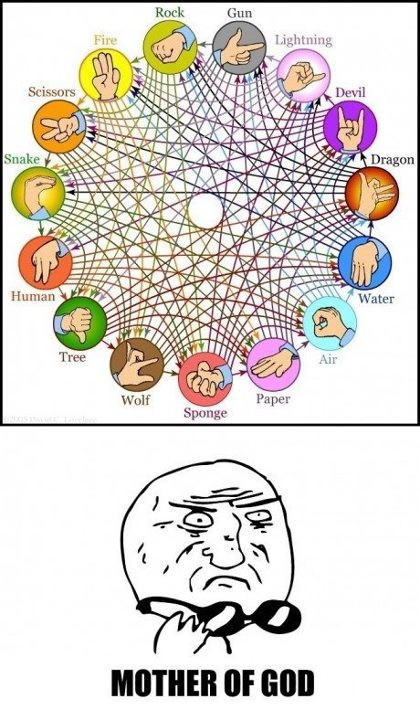 Rock
Gun
Fire
Lightning
Scissors
Devil
Snake
Dragon
Human
Water
Tree
Air
Wolf
Paper
Sponge
MOTHER OF GOD